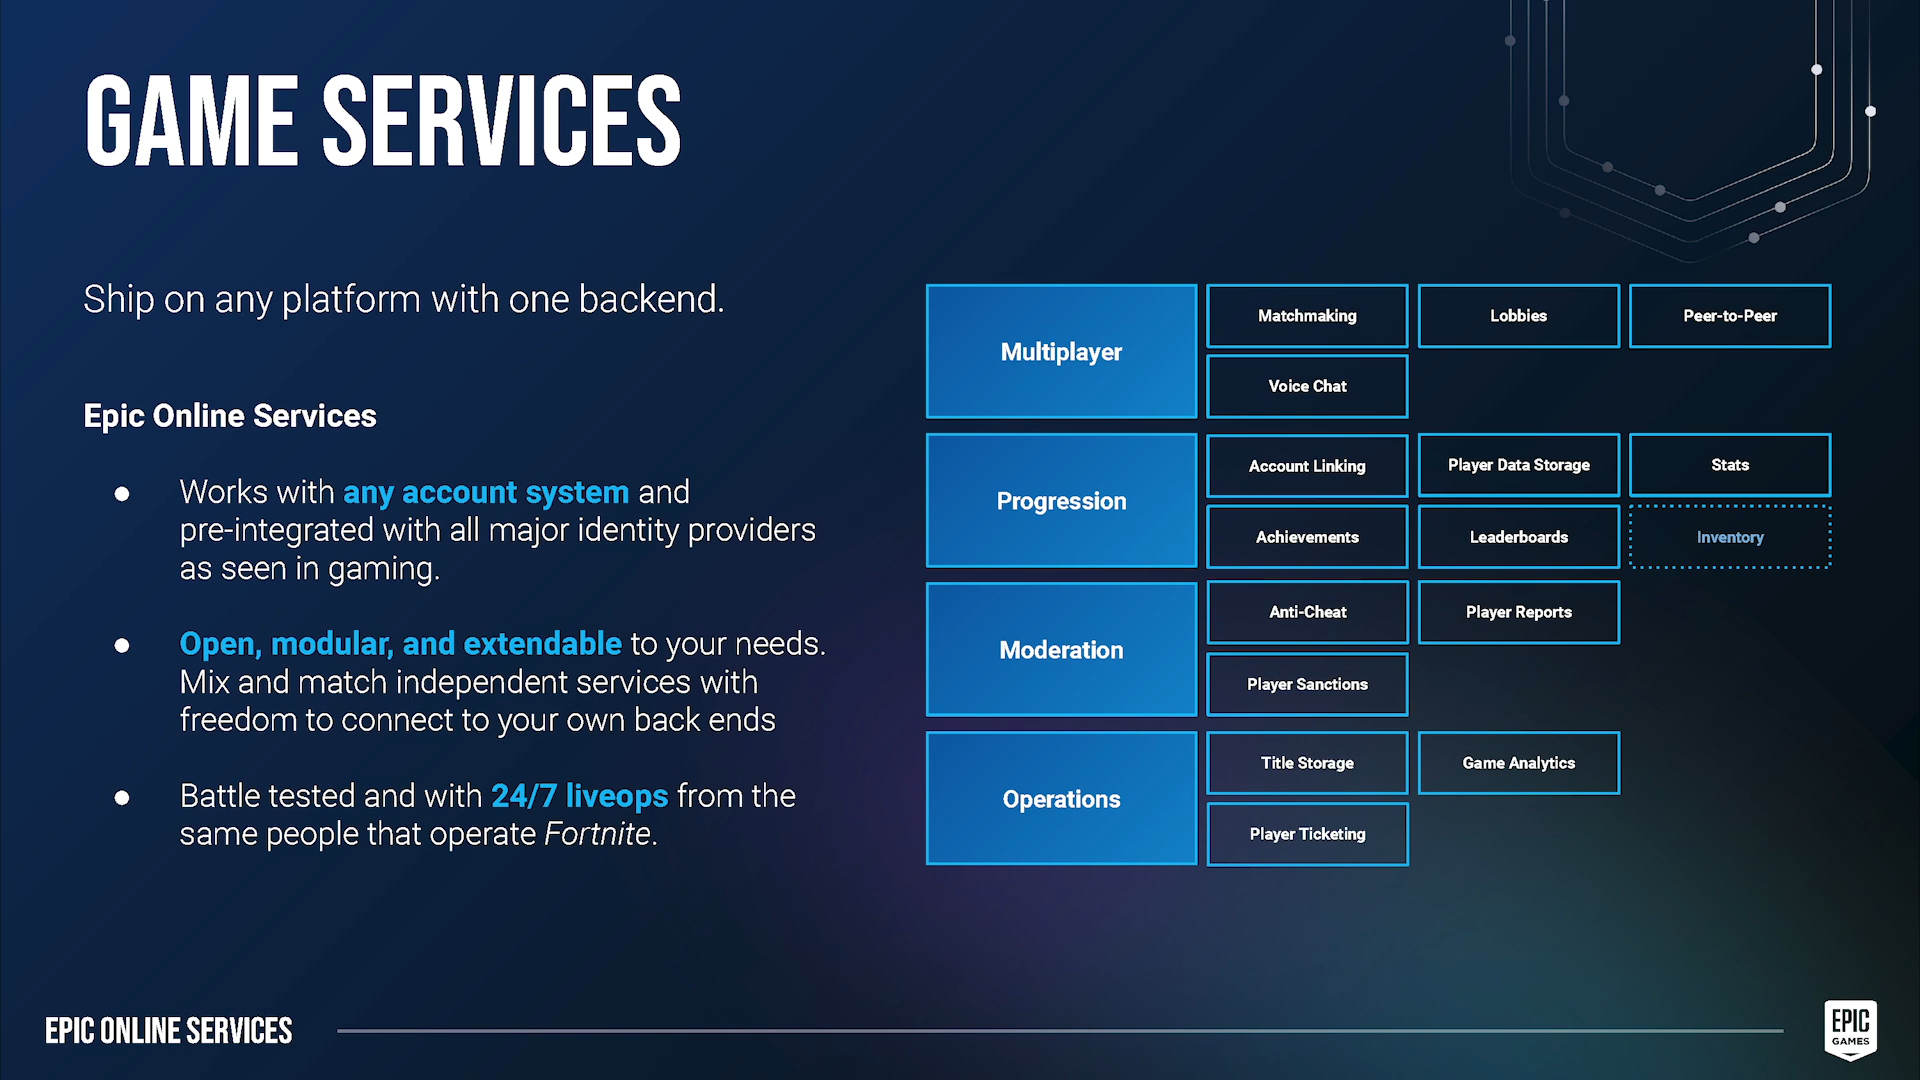 GAME SERVICES
Ship on any platform with one backend.
Epic Online Services
● Works with any account system and
pre-integrated with all major identity providers
as seen in gaming.
● Open, modular, and extendable to your needs.
Mix and match independent services with
freedom to connect to your own back ends
● Battle tested and with 24/7 liveops from the
same people that operate Fortnite.
Multiplayer
Matchmaking
Lobbies
Peer-to-Peer
Voice Chat
Progression
Account Linking
Player Data Storage
Stats
Achievements
Leaderboards
Inventory
Moderation
Anti-Cheat
Player Reports
Player Sanctions
Operations
Title Storage
Game Analytics
Player Ticketing
EPIC ONLINE SERVICES
EPIC
GAMES